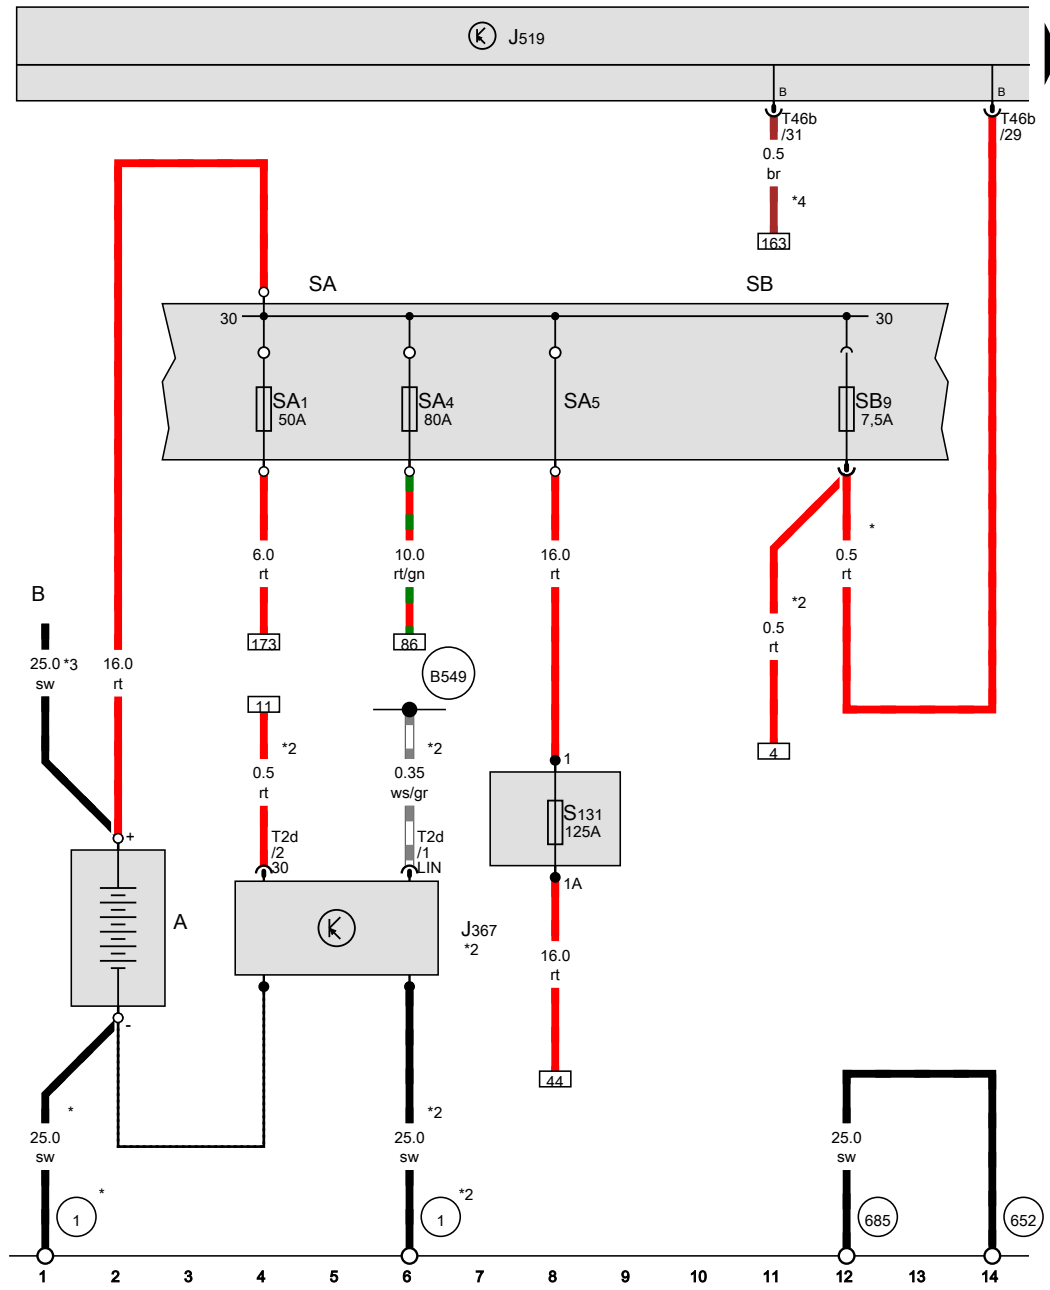 J519
B
B
T46b
/31
T46b
/29
0.5
br
*4
163
SA
SB
30
30
SA1
50A
SA4
80A
SA5
SB9
7,5A
*
6.0
rt
10.0
rt/gn
16.0
rt
0.5
rt
B
*2
0.5
rt
173
86
25.0 *3
sw
16.0
rt
B549
11
*2
*2
4
1
0.5
rt
0.35
ws/gr
S131
125A
+
T2d
/2
30
T2d
/1
LIN
1A
A
J367
*2
16.0
rt
-
44
*
*2
25.0
sw
25.0
sw
25.0
sw
*
*2
1
1
685
652
1 2 3 4 5 6 7 8 9 10 11 12 13 14